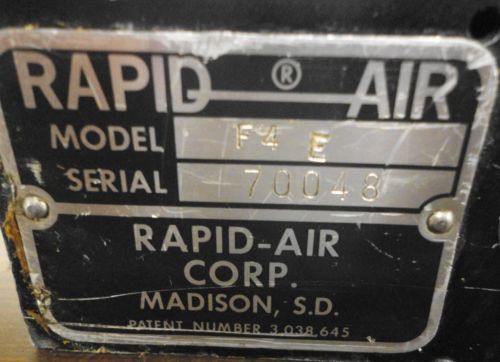 RAPID ® AIR
MODEL F4 E
SERIAL 70048
RAPID-AIR
CORP.
MADISON, S.D.
PATENT NUMBER 3,038,645